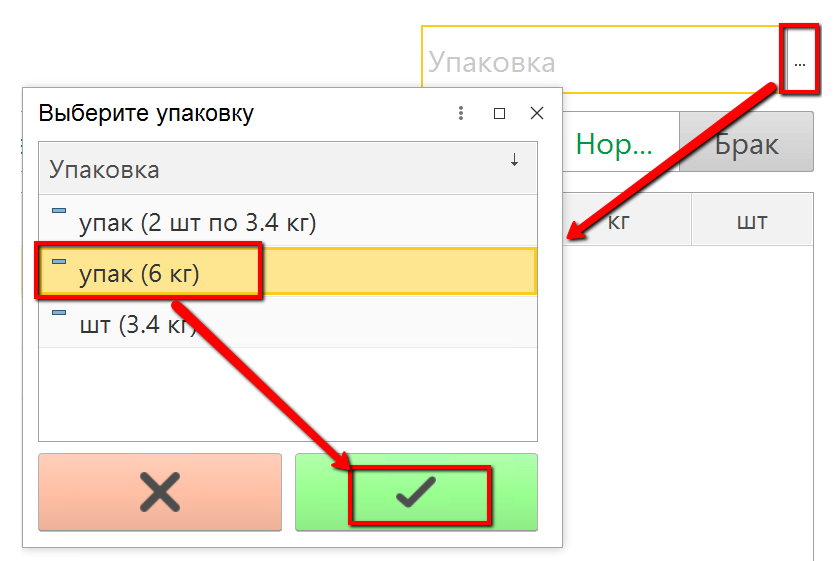 Упаковка
...
Выберите упаковку
Нор...
Брак
Упаковка
кг
шт
упак (2 шт по 3.4 кг)
упак (6 кг)
шт (3.4 кг)